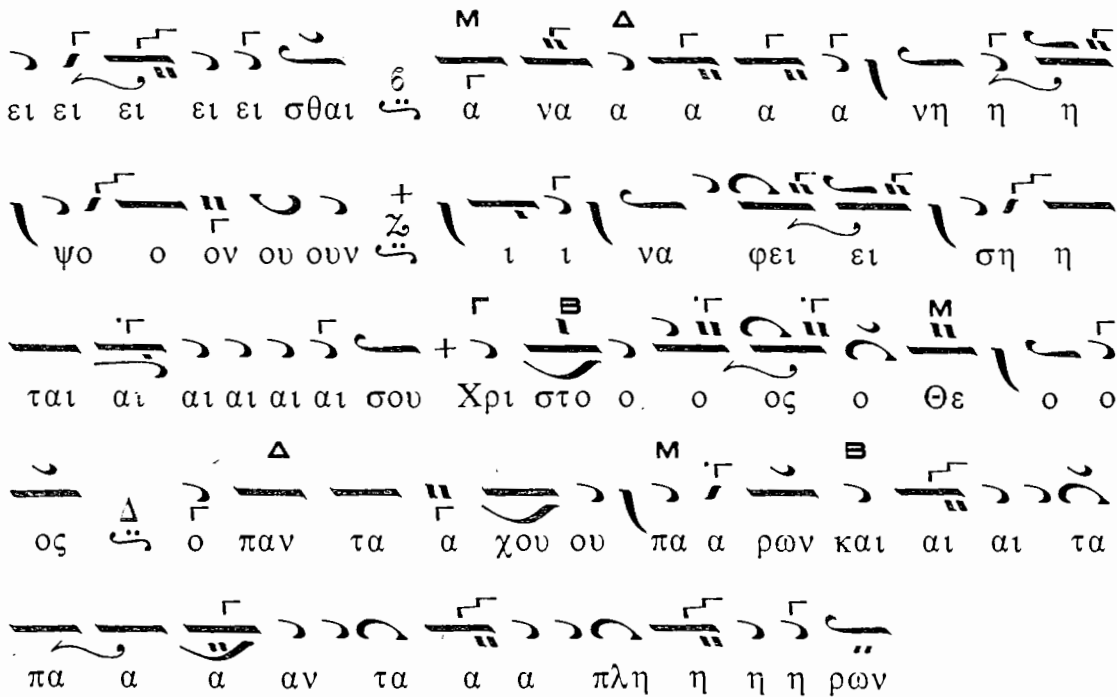 Μ Δ
ει ει ει ει ει σθαι δ α να α α α α νη η η
ψο ο ον ου ουν Ζ ι ι να φει ει ση η
Γ Β Μ
ται αι αι αι αι αι σου + Χρι στο ο ο ος ο Θε ο ο
Δ Μ Β
ος Δ ο παν τα α χου ου πα α ρων και αι αι τα
πα α α αν τα α α πλη η η η ρων